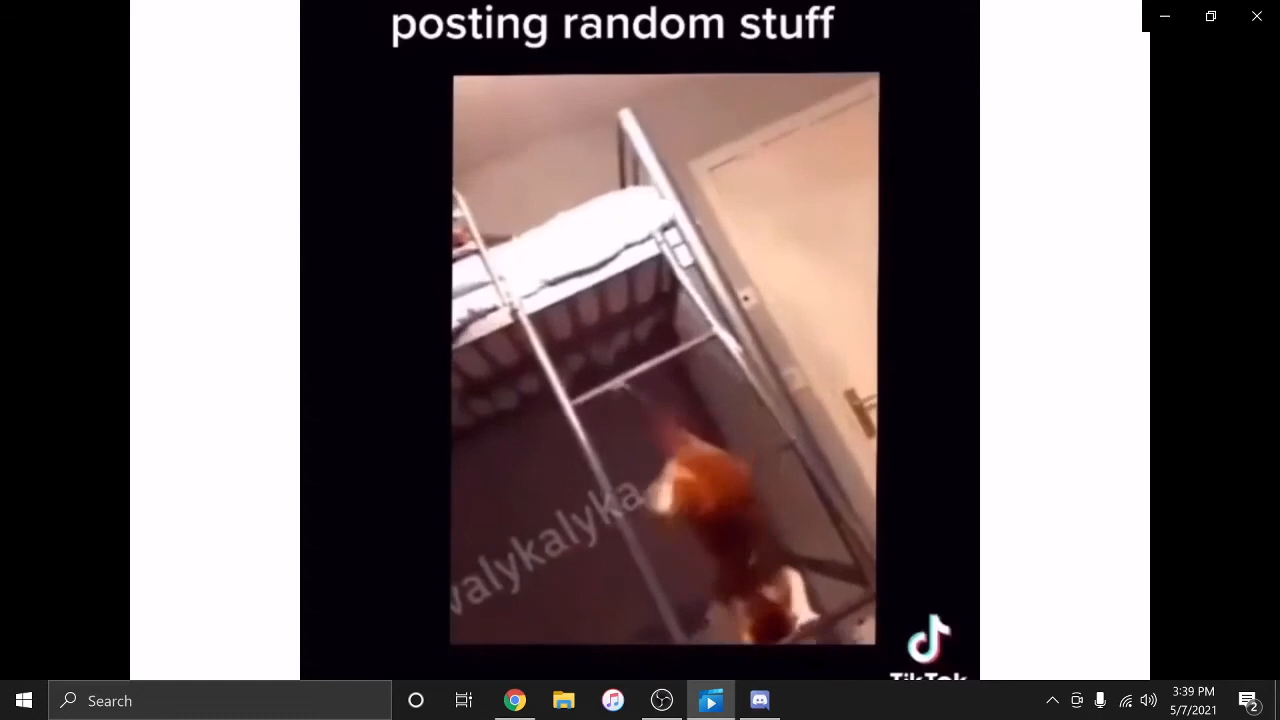 posting random stuff
valykalyka
TikTok
Search
3:39 PM
5/7/2021
2